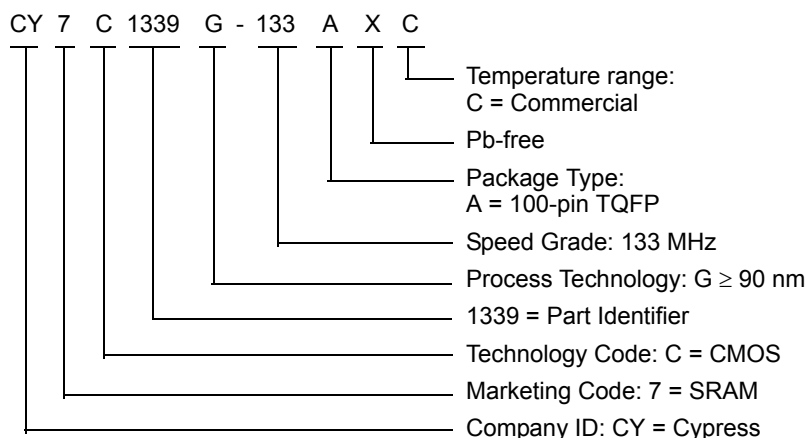 CY 7 C 1339 G - 133 A X C
Temperature range:
C = Commercial
Pb-free
Package Type:
A = 100-pin TQFP
Speed Grade: 133 MHz
Process Technology: G ≥ 90 nm
1339 = Part Identifier
Technology Code: C = CMOS
Marketing Code: 7 = SRAM
Company ID: CY = Cypress